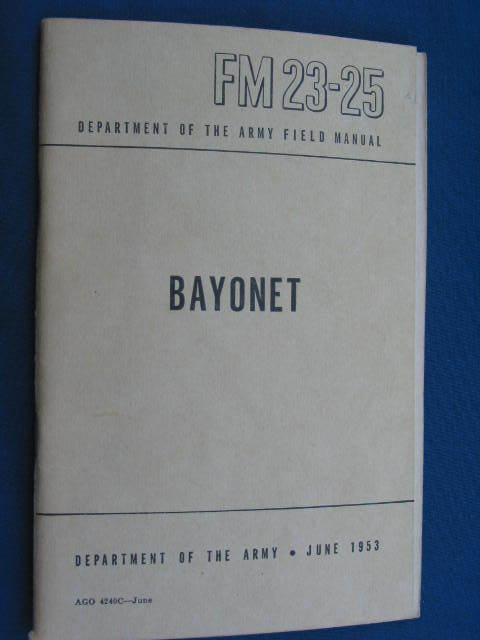 FM 23-25
DEPARTMENT OF THE ARMY FIELD MANUAL
BAYONET
DEPARTMENT OF THE ARMY • JUNE 1953
AGO 4240C—June